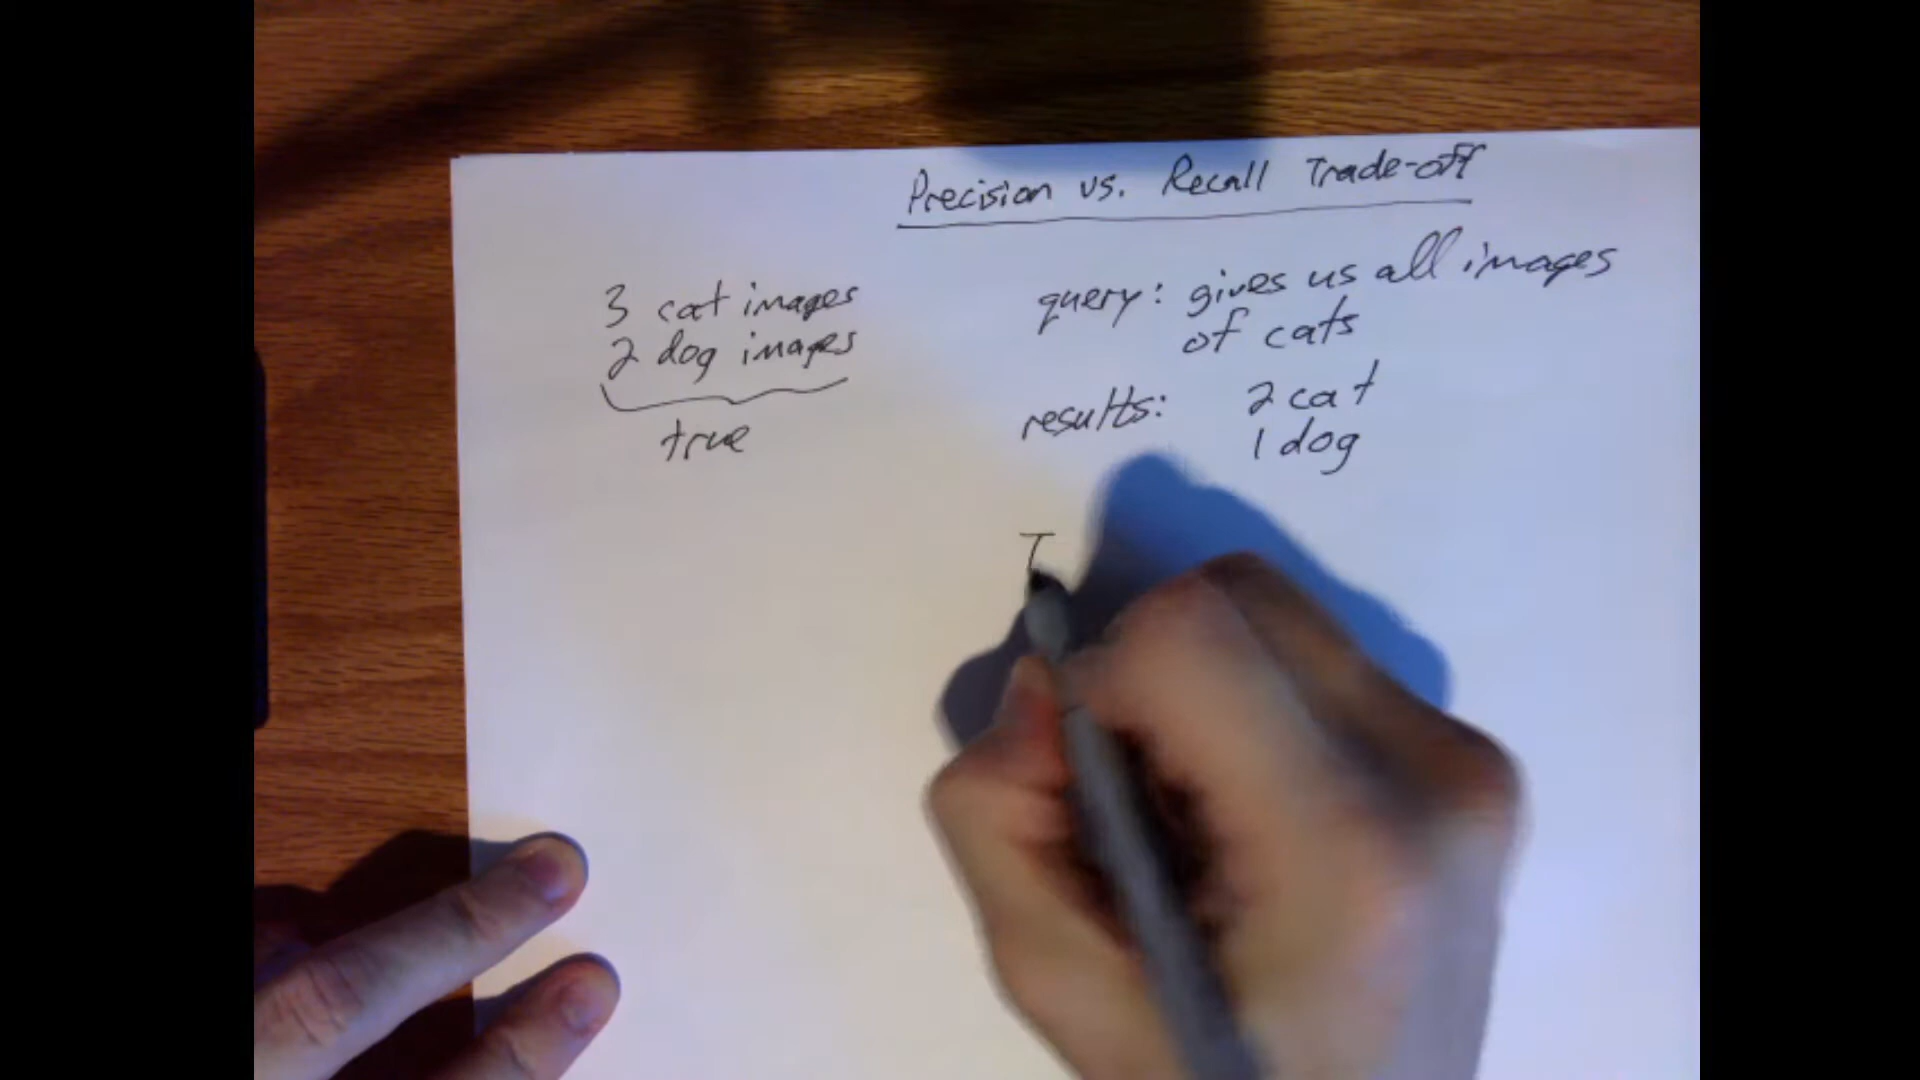 Precision vs. Recall Trade-off
3 cat images
2 dog images
true
query: gives us all images
of cats
results: 2 cat
1 dog
T